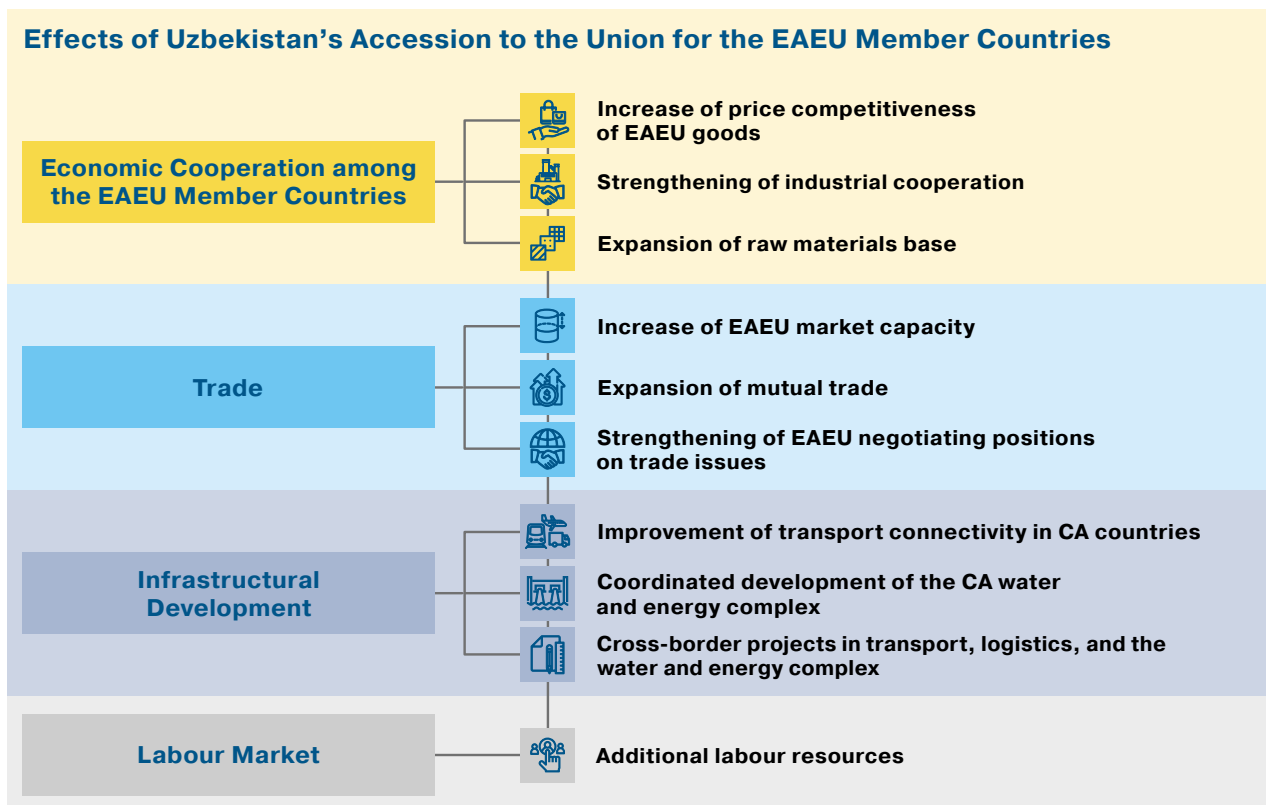 Effects of Uzbekistan's Accession to the Union for the EAEU Member Countries
Economic Cooperation among
the EAEU Member Countries
Increase of price competitiveness
of EAEU goods
Strengthening of industrial cooperation
Expansion of raw materials base
Trade
Increase of EAEU market capacity
Expansion of mutual trade
Strengthening of EAEU negotiating positions
on trade issues
Infrastructural
Development
Improvement of transport connectivity in CA countries
Coordinated development of the CA water
and energy complex
Cross-border projects in transport, logistics, and the
water and energy complex
Labour Market
Additional labour resources